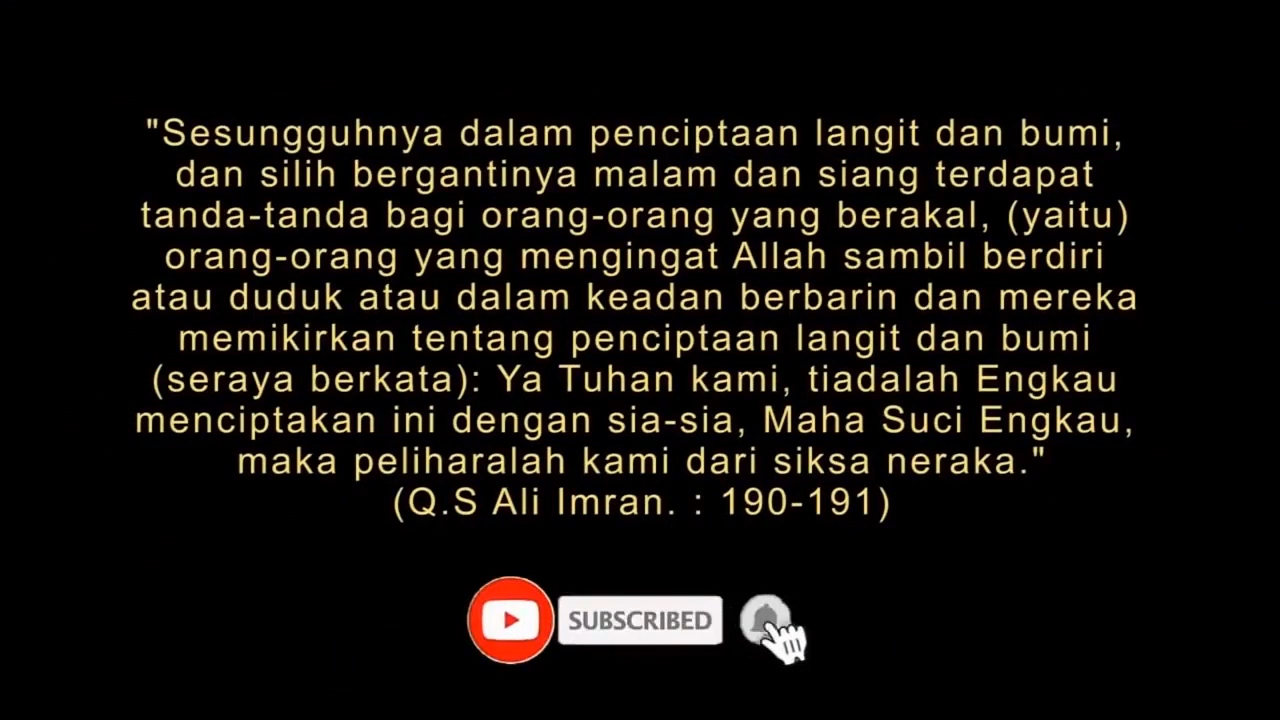 "Sesungguhnya dalam penciptaan langit dan bumi,
dan silih bergantinya malam dan siang terdapat
tanda-tanda bagi orang-orang yang berakal, (yaitu)
orang-orang yang mengingat Allah sambil berdiri
atau duduk atau dalam keadan berbarin dan mereka
memikirkan tentang penciptaan langit dan bumi
(seraya berkata): Ya Tuhan kami, tiadalah Engkau
menciptakan ini dengan sia-sia, Maha Suci Engkau,
maka peliharalah kami dari siksa neraka."
(Q.S Ali Imran. : 190-191)
SUBSCRIBED